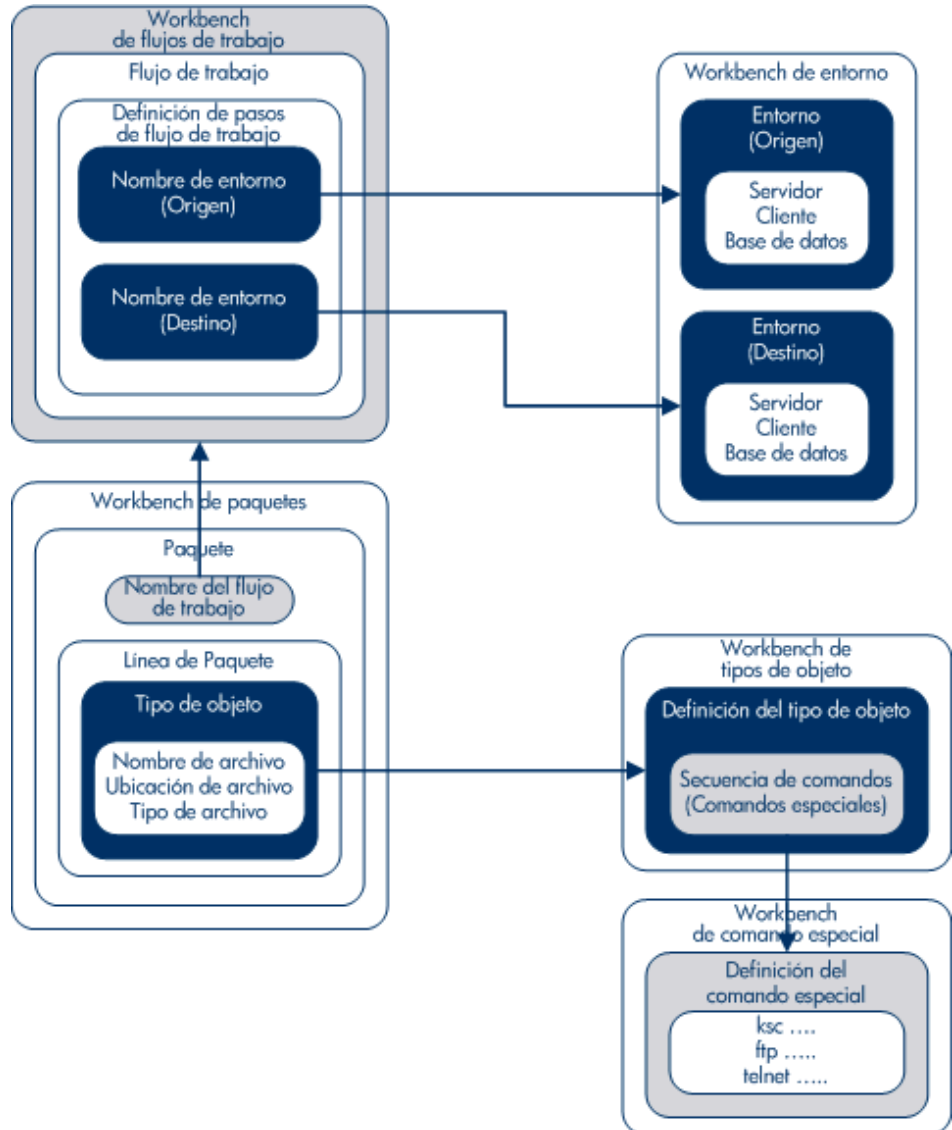 Workbench
de flujos de trabajo
Flujo de trabajo
Definición de pasos
de flujo de trabajo
Nombre de entorno
(Origen)
Nombre de entorno
(Destino)
Workbench de entorno
Entorno
(Origen)
Servidor
Cliente
Base de datos
Entorno
(Destino)
Servidor
Cliente
Base de datos
Workbench de paquetes
Paquete
Nombre del flujo
de trabajo
Línea de Paquete
Tipo de objeto
Nombre de archivo
Ubicación de archivo
Tipo de archivo
Workbench de
tipos de objeto
Definición del tipo de objeto
Secuencia de comandos
(Comandos especiales)
Workbench
de comando especial
Definición del
comando especial
ksc ....
ftp .....
telnet .....